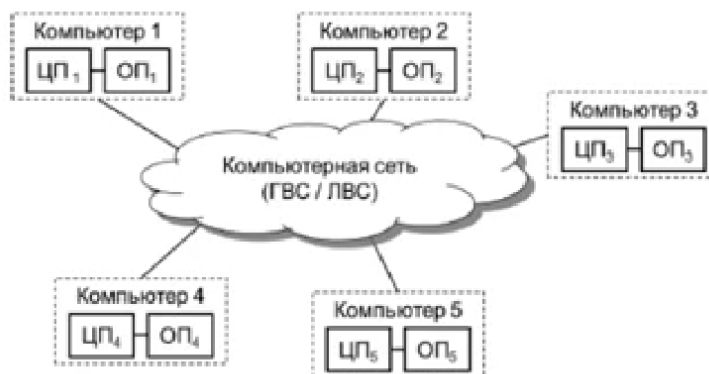 Компьютер 1
ЦП₁ ОП₁
Компьютер 2
ЦП₂ ОП₂
Компьютер 3
ЦП₃ ОП₃
Компьютерная сеть
(ГВС / ЛВС)
Компьютер 4
ЦП₄ ОП₄
Компьютер 5
ЦП₅ ОП₅